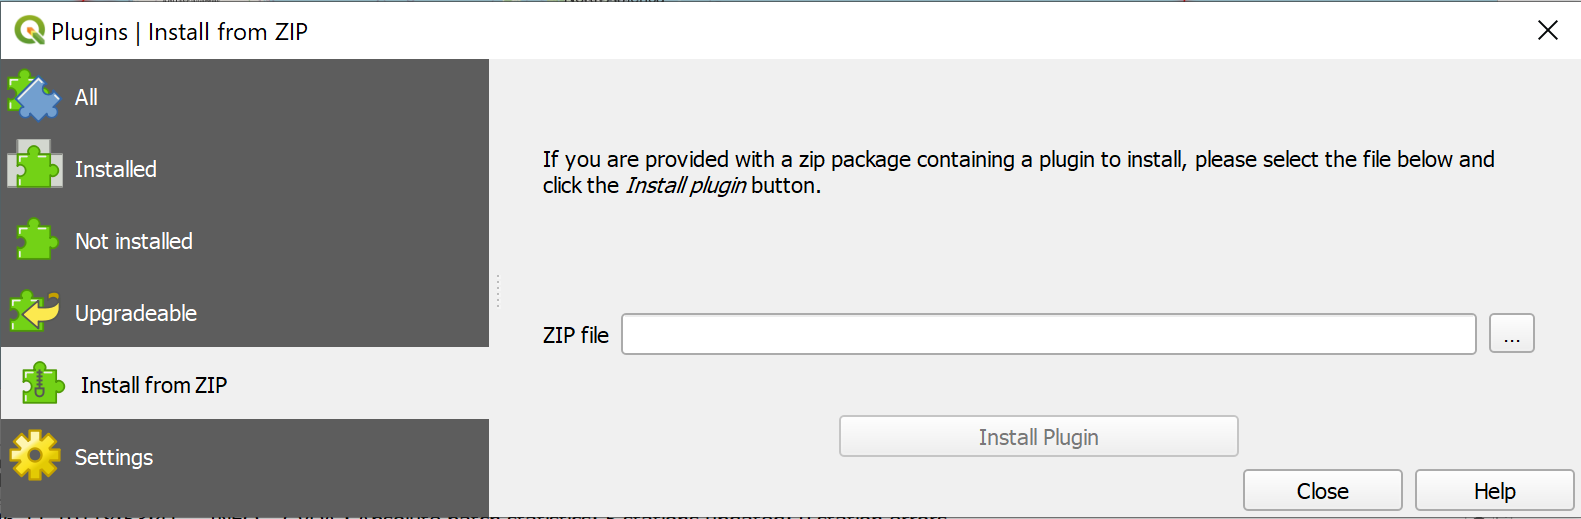 Plugins | Install from ZIP
All
Installed
Not installed
Upgradeable
Install from ZIP
Settings
If you are provided with a zip package containing a plugin to install, please select the file below and
click the Install plugin button.
ZIP file
...
Install Plugin
Close
Help